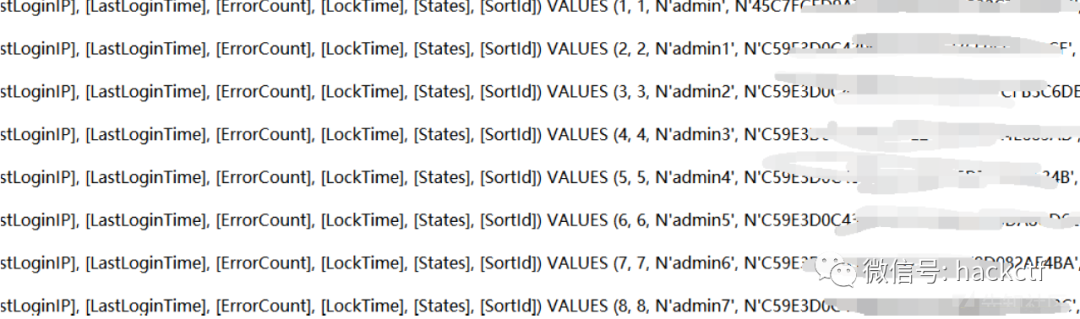 stLoginIP], [LastLoginTime], [ErrorCount], [LockTime], [States], [SortId]) VALUES (1, 1, N'admin', N'45C7FC
stLoginIP], [LastLoginTime], [ErrorCount], [LockTime], [States], [SortId]) VALUES (2, 2, N'admin1', N'C59E3D0C4
stLoginIP], [LastLoginTime], [ErrorCount], [LockTime], [States], [SortId]) VALUES (3, 3, N'admin2', N'C59E3D0C
stLoginIP], [LastLoginTime], [ErrorCount], [LockTime], [States], [SortId]) VALUES (4, 4, N'admin3', N'C59E3
stLoginIP], [LastLoginTime], [ErrorCount], [LockTime], [States], [SortId]) VALUES (5, 5, N'admin4', N'C59E3D0C4 34B',
stLoginIP], [LastLoginTime], [ErrorCount], [LockTime], [States], [SortId]) VALUES (6, 6, N'admin5', N'C59E3D0C4
stLoginIP], [LastLoginTime], [ErrorCount], [LockTime], [States], [SortId]) VALUES (7, 7, N'admin6', N'C59E3 D082AF4BA',
微信号: hackctf
stLoginIP], [LastLoginTime], [ErrorCount], [LockTime], [States], [SortId]) VALUES (8, 8, N'admin7', N'C59E3D0C